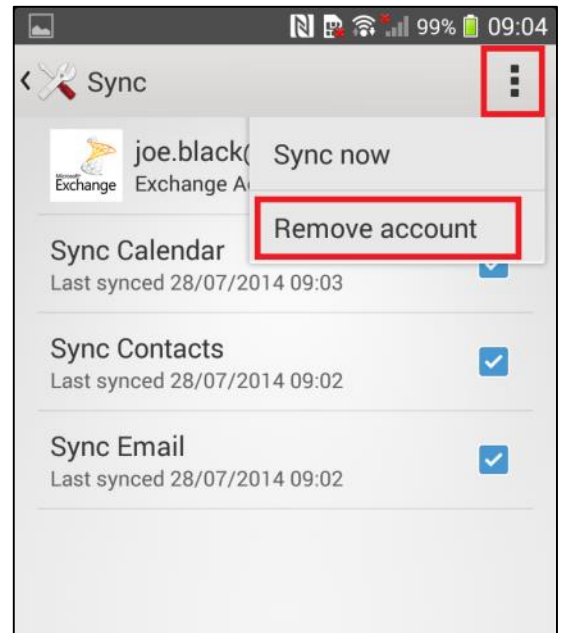 99% 09:04
Sync
joe.black(
Sync now
Microsoft
Exchange
Exchange A
Remove account
Sync Calendar
Last synced 28/07/2014 09:03
Sync Contacts
Last synced 28/07/2014 09:02
Sync Email
Last synced 28/07/2014 09:02